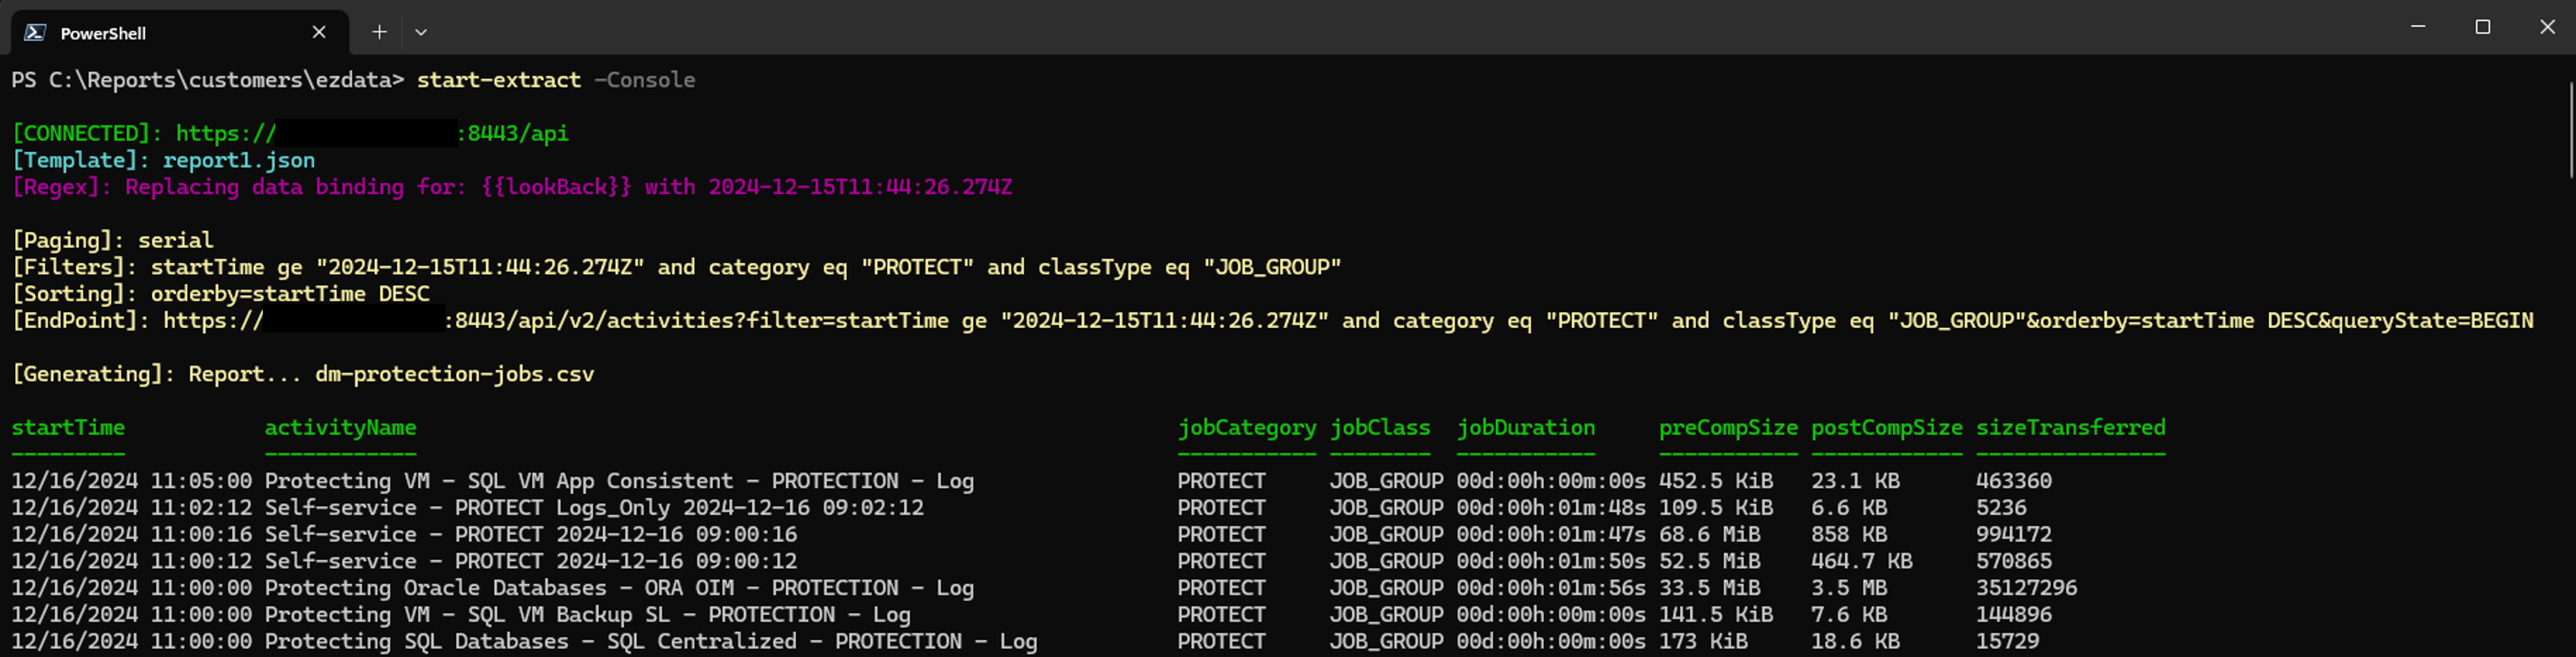 PowerShell
PS C:\Reports\customers\ezdata> start-extract -Console
[CONNECTED]: https:// :8443/api
[Template]: report1.json
[Regex]: Replacing data binding for: {{lookBack}} with 2024-12-15T11:44:26.274Z
[Paging]: serial
[Filters]: startTime ge "2024-12-15T11:44:26.274Z" and category eq "PROTECT" and classType eq "JOB_GROUP"
[Sorting]: orderby=startTime DESC
[EndPoint]: https:// :8443/api/v2/activities?filter=startTime ge "2024-12-15T11:44:26.274Z" and category eq "PROTECT" and classType eq "JOB_GROUP"&orderby=startTime DESC&queryState=BEGIN
[Generating]: Report... dm-protection-jobs.csv
startTime activityName jobCategory jobClass jobDuration preCompSize postCompSize sizeTransferred
--------- ------------ ----------- -------- ----------- ----------- ------------ ---------------
12/16/2024 11:05:00 Protecting VM - SQL VM App Consistent - PROTECTION - Log PROTECT JOB_GROUP 00d:00h:00m:00s 452.5 KiB 23.1 KB 463360
12/16/2024 11:02:12 Self-service - PROTECT Logs_Only 2024-12-16 09:02:12 PROTECT JOB_GROUP 00d:00h:01m:48s 109.5 KiB 6.6 KB 5236
12/16/2024 11:00:16 Self-service - PROTECT 2024-12-16 09:00:16 PROTECT JOB_GROUP 00d:00h:01m:47s 68.6 MiB 858 KB 994172
12/16/2024 11:00:12 Self-service - PROTECT 2024-12-16 09:00:12 PROTECT JOB_GROUP 00d:00h:01m:50s 52.5 MiB 464.7 KB 570865
12/16/2024 11:00:00 Protecting Oracle Databases - ORA OIM - PROTECTION - Log PROTECT JOB_GROUP 00d:00h:01m:56s 33.5 MiB 3.5 MB 35127296
12/16/2024 11:00:00 Protecting VM - SQL VM Backup SL - PROTECTION - Log PROTECT JOB_GROUP 00d:00h:00m:00s 141.5 KiB 7.6 KB 144896
12/16/2024 11:00:00 Protecting SQL Databases - SQL Centralized - PROTECTION - Log PROTECT JOB_GROUP 00d:00h:00m:00s 173 KiB 18.6 KB 15729